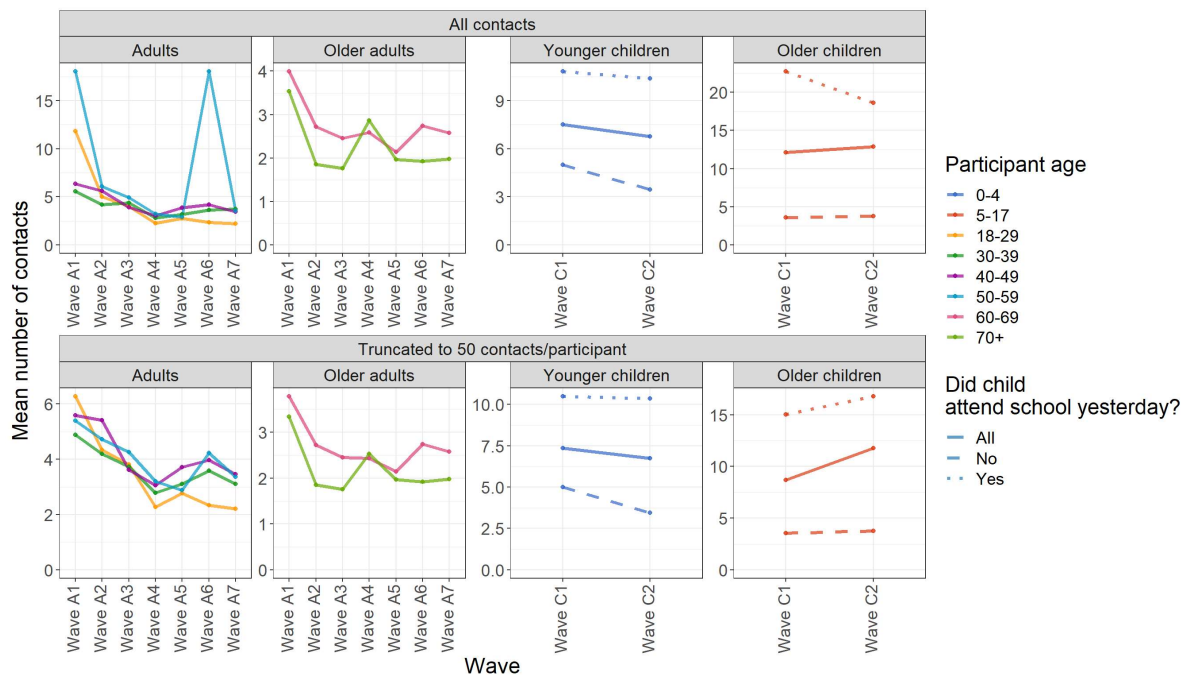 All contacts
Adults
Older adults
Younger children
Older children
15
10
5
0
4
3
2
1
0
9
6
3
0
20
15
10
5
0
Wave A1
Wave A2
Wave A3
Wave A4
Wave A5
Wave A6
Wave A7
Wave A1
Wave A2
Wave A3
Wave A4
Wave A5
Wave A6
Wave A7
Wave C1
Wave C2
Wave C1
Wave C2
Mean number of contacts
Truncated to 50 contacts/participant
Adults
Older adults
Younger children
Older children
6
4
2
0
3
2
1
0
10.0
7.5
5.0
2.5
0.0
15
10
5
0
Wave A1
Wave A2
Wave A3
Wave A4
Wave A5
Wave A6
Wave A7
Wave A1
Wave A2
Wave A3
Wave A4
Wave A5
Wave A6
Wave A7
Wave C1
Wave C2
Wave C1
Wave C2
Wave
Participant age
0-4
5-17
18-29
30-39
40-49
50-59
60-69
70+
Did child
attend school yesterday?
All
No
Yes